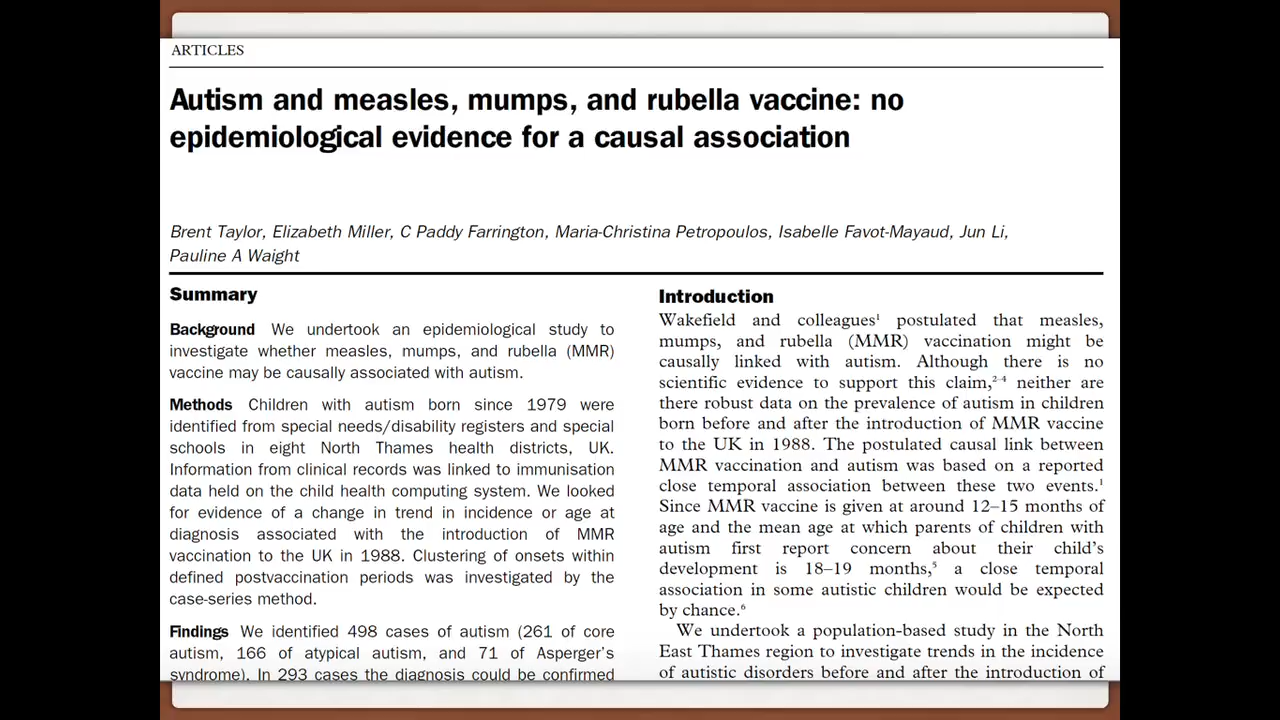 ARTICLES
Autism and measles, mumps, and rubella vaccine: no
epidemiological evidence for a causal association
Brent Taylor, Elizabeth Miller, C Paddy Farrington, Maria-Christina Petropoulos, Isabelle Favot-Mayaud, Jun Li,
Pauline A Waight
Summary
Background We undertook an epidemiological study to
investigate whether measles, mumps, and rubella (MMR)
vaccine may be causally associated with autism.
Methods Children with autism born since 1979 were
identified from special needs/disability registers and special
schools in eight North Thames health districts, UK.
Information from clinical records was linked to immunisation
data held on the child health computing system. We looked
for evidence of a change in trend in incidence or age at
diagnosis associated with the introduction of MMR
vaccination to the UK in 1988. Clustering of onsets within
defined postvaccination periods was investigated by the
case-series method.
Findings We identified 498 cases of autism (261 of core
autism, 166 of atypical autism, and 71 of Asperger's
syndrome). In 293 cases the diagnosis could be confirmed
Introduction
Wakefield and colleagues¹ postulated that measles,
mumps, and rubella (MMR) vaccination might be
causally linked with autism. Although there is no
scientific evidence to support this claim,²⁻⁴ neither are
there robust data on the prevalence of autism in children
born before and after the introduction of MMR vaccine
to the UK in 1988. The postulated causal link between
MMR vaccination and autism was based on a reported
close temporal association between these two events.¹
Since MMR vaccine is given at around 12–15 months of
age and the mean age at which parents of children with
autism first report concern about their child's
development is 18–19 months,⁵ a close temporal
association in some autistic children would be expected
by chance.⁶
We undertook a population-based study in the North
East Thames region to investigate trends in the incidence
of autistic disorders before and after the introduction of